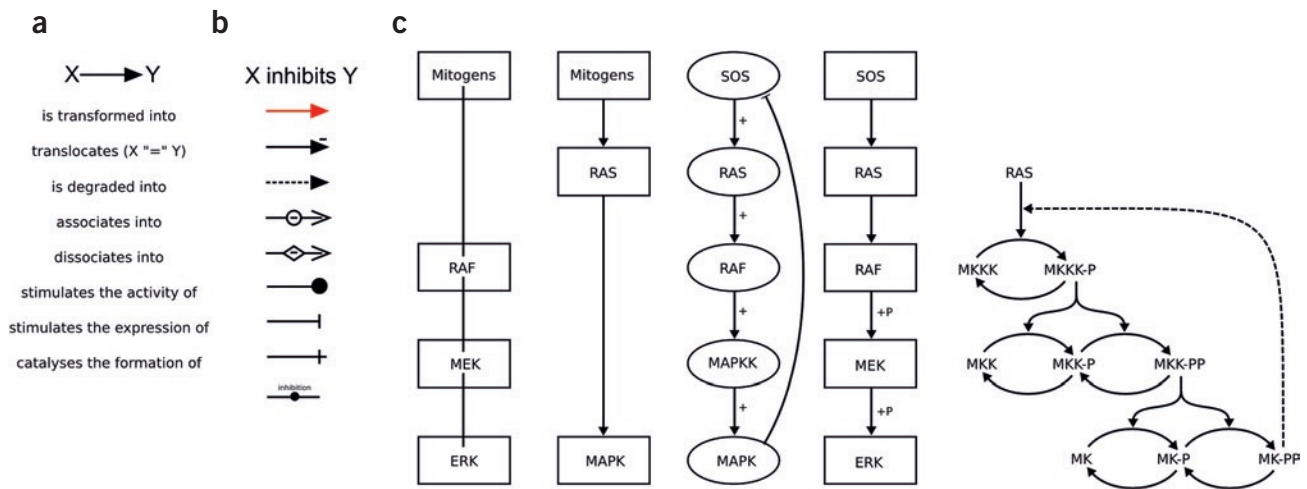 a
b
c
X Y
is transformed into
translocates (X "=" Y)
is degraded into
associates into
dissociates into
stimulates the activity of
stimulates the expression of
catalyses the formation of
X inhibits Y
-
-
-
inhibition
Mitogens
RAF
MEK
ERK
Mitogens
RAS
MAPK
SOS
+
RAS
+
RAF
+
MAPKK
+
MAPK
SOS
RAS
RAF
+P
MEK
+P
ERK
RAS
MKKK MKKK-P
MKK MKK-P MKK-PP
MK MK-P MK-PP